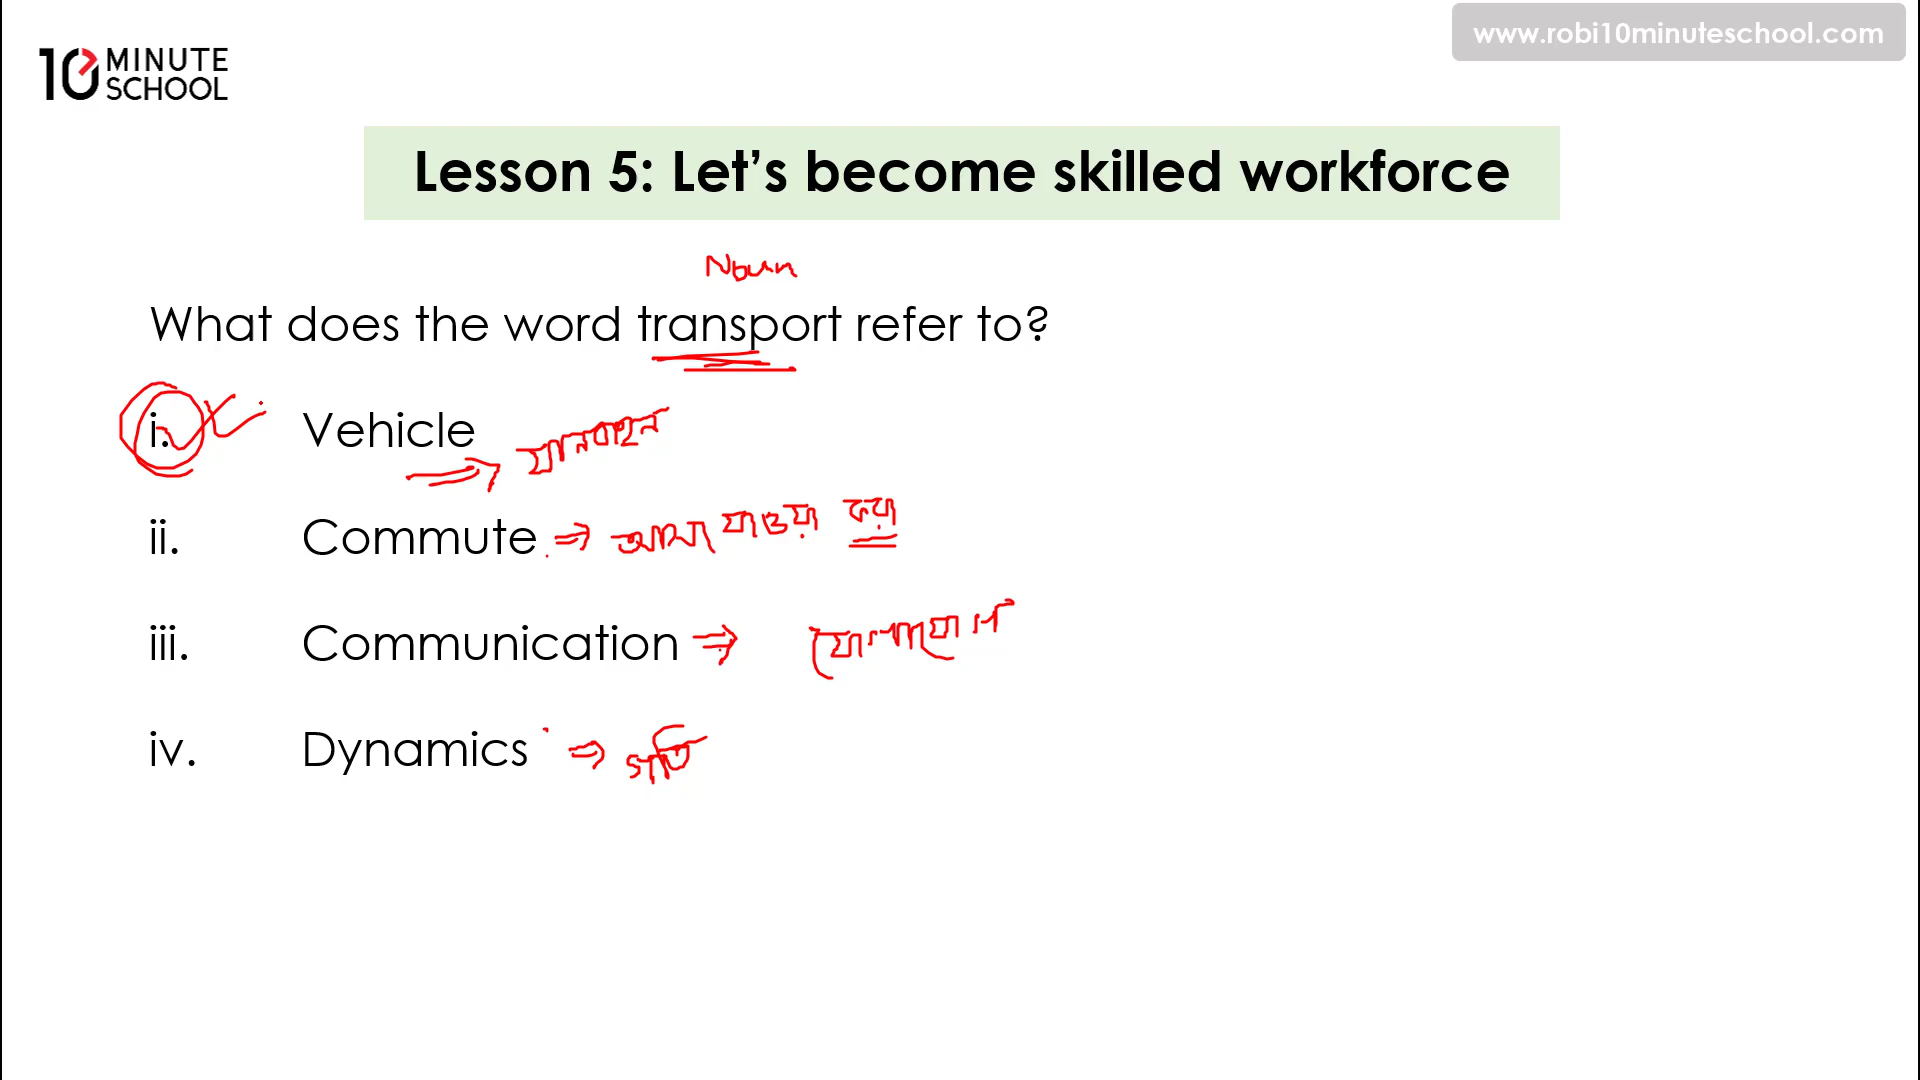 www.robi10minuteschool.com
10 MINUTE SCHOOL
Lesson 5: Let’s become skilled workforce
Noun
What does the word transport refer to?
i. Vehicle ⇒ যানবাহন
ii. Commute ⇒ আসা যাওয়া করা
iii. Communication ⇒ যোগাযোগ
iv. Dynamics ⇒ গতি